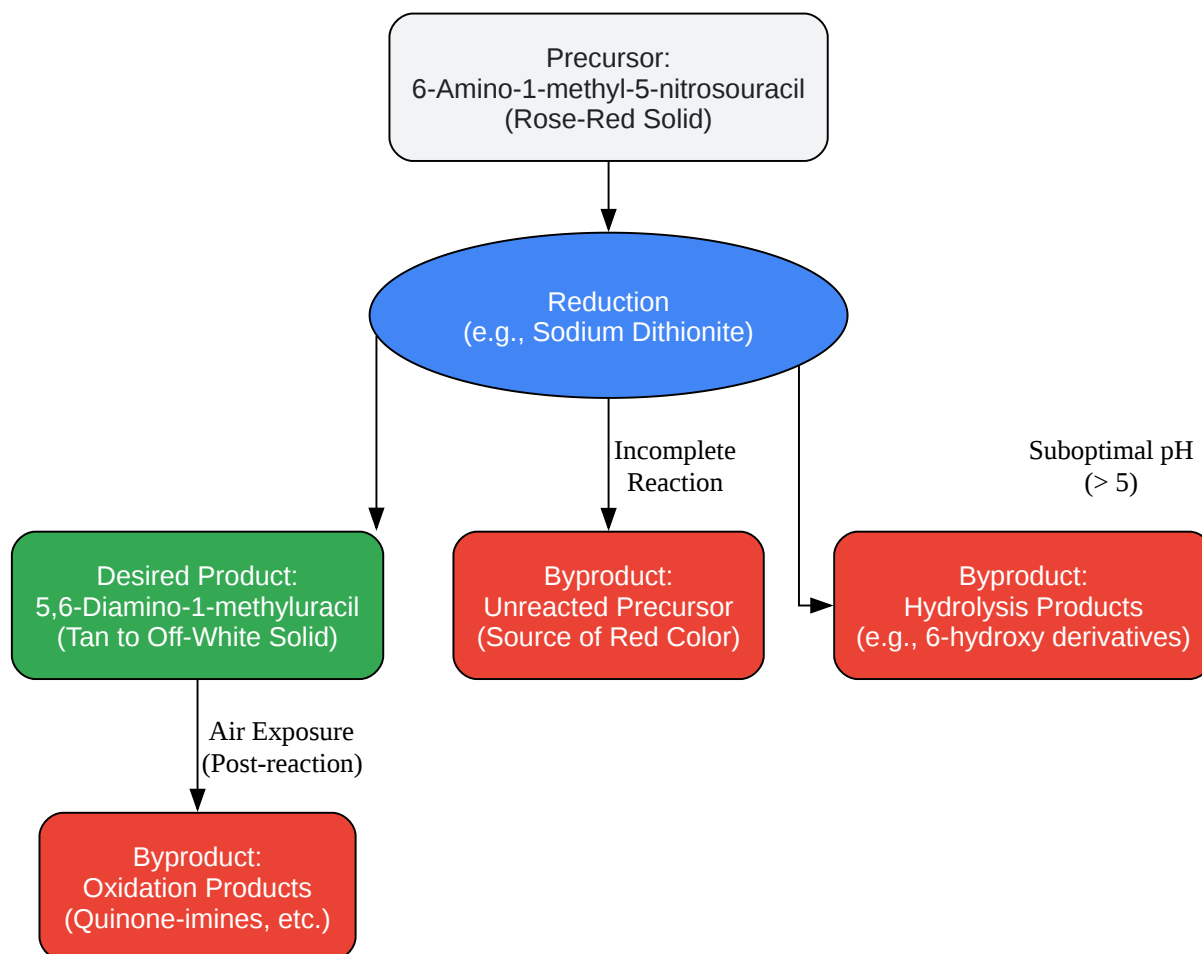 Precursor:
6-Amino-1-methyl-5-nitrosouracil
(Rose-Red Solid)
Reduction
(e.g., Sodium Dithionite)
Incomplete
Reaction
Suboptimal pH
(> 5)
Desired Product:
5,6-Diamino-1-methyluracil
(Tan to Off-White Solid)
Byproduct:
Unreacted Precursor
(Source of Red Color)
Byproduct:
Hydrolysis Products
(e.g., 6-hydroxy derivatives)
Air Exposure
(Post-reaction)
Byproduct:
Oxidation Products
(Quinone-imines, etc.)